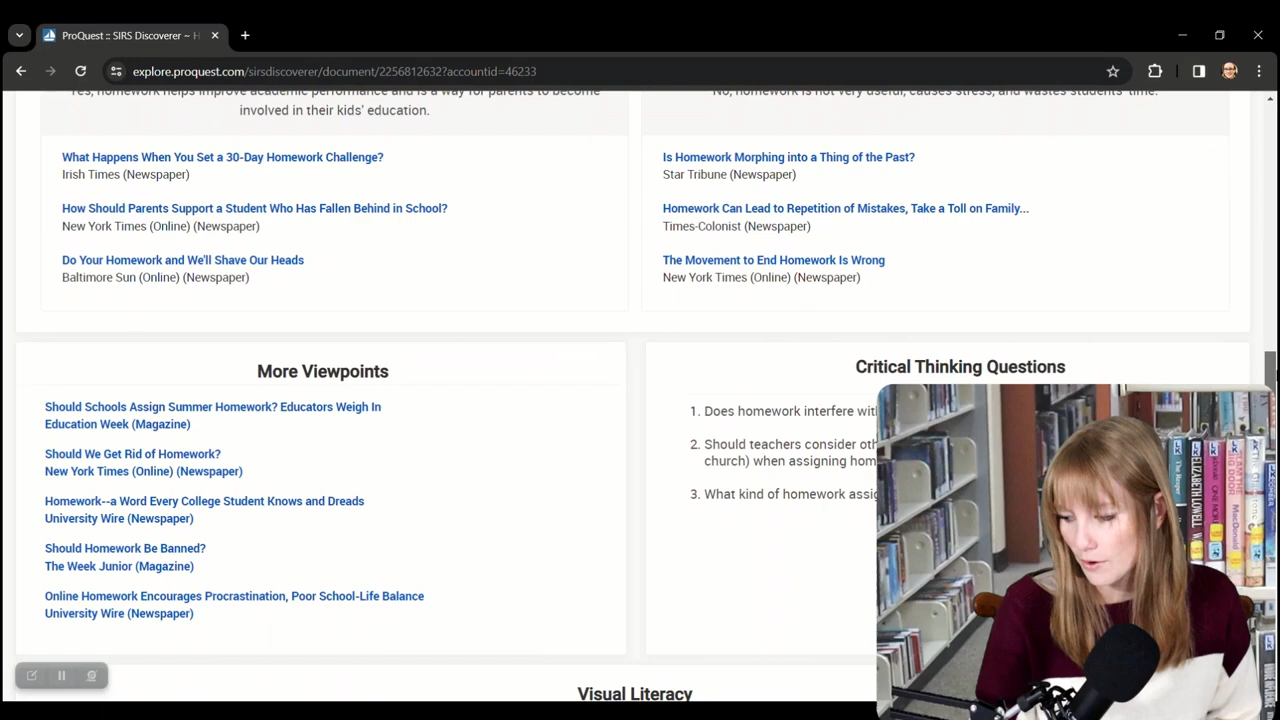 ProQuest :: SIRS Discoverer ~ H
explore.proquest.com/sirsdiscoverer/document/2256812632?accountid=46233
Yes, homework helps improve academic performance and is a way for parents to become
involved in their kids' education.
What Happens When You Set a 30-Day Homework Challenge?
Irish Times (Newspaper)
How Should Parents Support a Student Who Has Fallen Behind in School?
New York Times (Online) (Newspaper)
Do Your Homework and We'll Shave Our Heads
Baltimore Sun (Online) (Newspaper)
No, homework is not very useful, causes stress, and wastes students' time.
Is Homework Morphing into a Thing of the Past?
Star Tribune (Newspaper)
Homework Can Lead to Repetition of Mistakes, Take a Toll on Family...
Times-Colonist (Newspaper)
The Movement to End Homework Is Wrong
New York Times (Online) (Newspaper)
More Viewpoints
Should Schools Assign Summer Homework? Educators Weigh In
Education Week (Magazine)
Should We Get Rid of Homework?
New York Times (Online) (Newspaper)
Homework--a Word Every College Student Knows and Dreads
University Wire (Newspaper)
Should Homework Be Banned?
The Week Junior (Magazine)
Online Homework Encourages Procrastination, Poor School-Life Balance
University Wire (Newspaper)
Critical Thinking Questions
1. Does homework interfere wit
2. Should teachers consider oth
church) when assigning hom
3. What kind of homework assig
Visual Literacy
ELIZABETH LOWELL
MacDonald